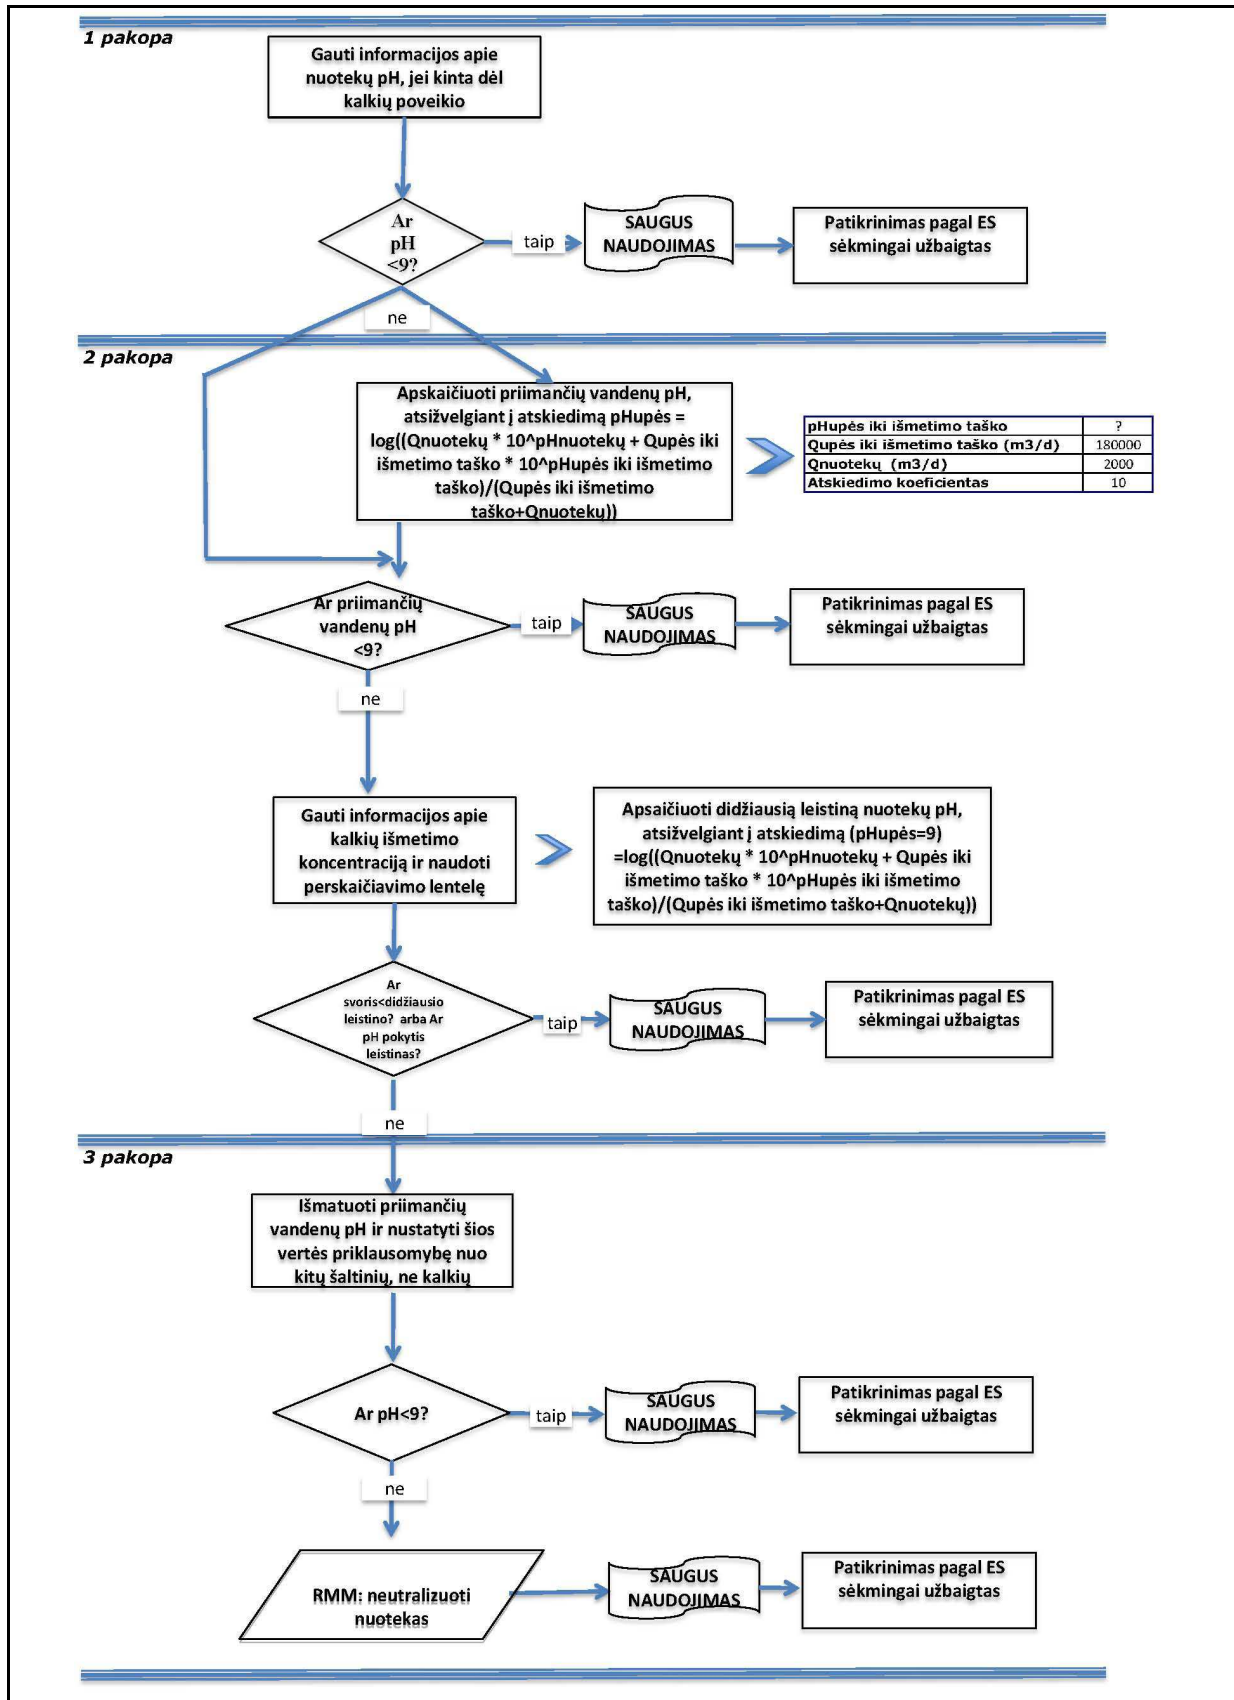 1 pakopa
Gauti informacijos apie
nuotekų pH, jei kinta dėl
kalkių poveikio
Ar
pH
<9?
taip
SAUGUS
NAUDOJIMAS
Patikrinimas pagal ES
sėkmingai užbaigtas
ne
2 pakopa
Apskaičiuoti priimančių vandenų pH,
atsižvelgiant į atskiedimą pHupės =
log((Qnuotekų * 10^pHnuotekų + Qupės iki
išmetimo taško * 10^pHupės iki išmetimo
taško)/(Qupės iki išmetimo
taško+Qnuotekų))
pHupės iki išmetimo taško ?
Qupės iki išmetimo taško (m3/d) 180000
Qnuotekų (m3/d) 2000
Atskiedimo koeficientas 10
Ar priimančių
vandenų pH
<9?
taip
SAUGUS
NAUDOJIMAS
Patikrinimas pagal ES
sėkmingai užbaigtas
ne
Gauti informacijos apie
kalkių išmetimo
koncentraciją ir naudoti
perskaičiavimo lentelę
Apsaičiuoti didžiausią leistiną nuotekų pH,
atsižvelgiant į atskiedimą (pHupės=9)
=log((Qnuotekų * 10^pHnuotekų + Qupės iki
išmetimo taško * 10^pHupės iki išmetimo
taško)/(Qupės iki išmetimo taško+Qnuotekų))
Ar
svoris<didžiausio
leistino? arba Ar
pH pokytis
leistinas?
taip
SAUGUS
NAUDOJIMAS
Patikrinimas pagal ES
sėkmingai užbaigtas
ne
3 pakopa
Išmatuoti priimančių
vandenų pH ir nustatyti šios
vertės priklausomybę nuo
kitų šaltinių, ne kalkių
Ar pH<9?
taip
SAUGUS
NAUDOJIMAS
Patikrinimas pagal ES
sėkmingai užbaigtas
ne
RMM: neutralizuoti
nuotekas
SAUGUS
NAUDOJIMAS
Patikrinimas pagal ES
sėkmingai užbaigtas